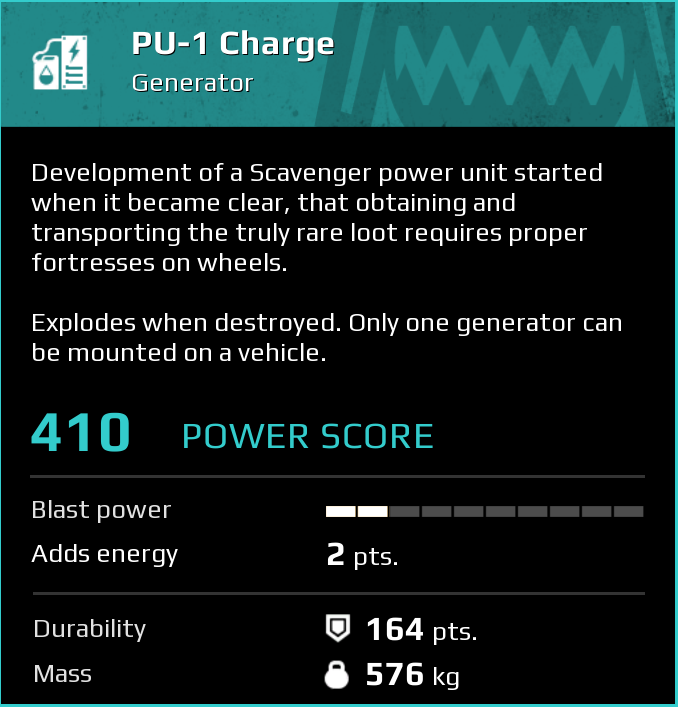 PU-1 Charge
Generator
Development of a Scavenger power unit started
when it became clear, that obtaining and
transporting the truly rare loot requires proper
fortresses on wheels.
Explodes when destroyed. Only one generator can
be mounted on a vehicle.
410 POWER SCORE
Blast power
Adds energy 2 pts.
Durability 164 pts.
Mass 576 kg